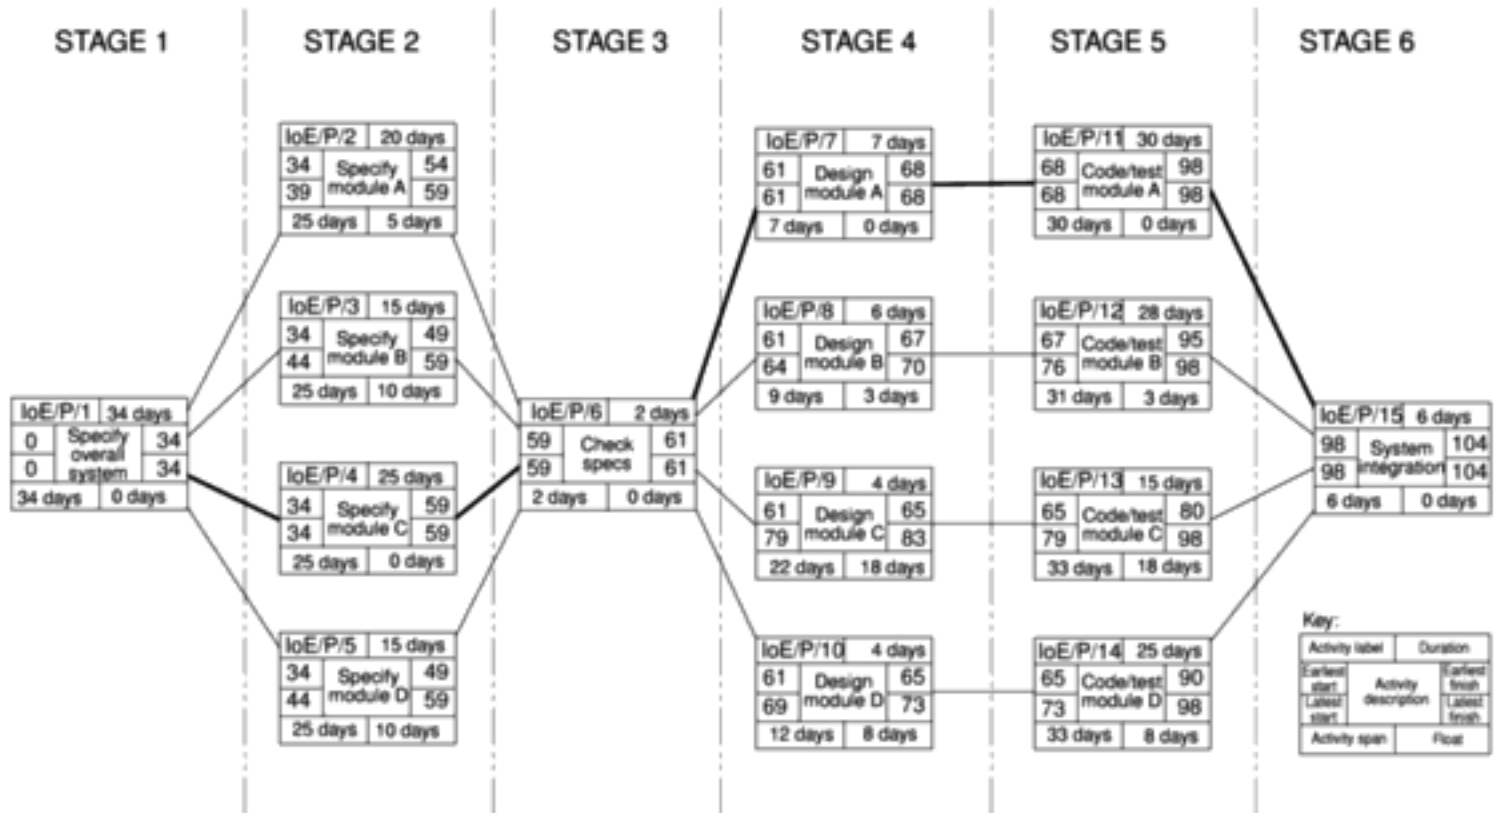 STAGE 1
STAGE 2
STAGE 3
STAGE 4
STAGE 5
STAGE 6
IoE/P/1 34 days
0 Specify 34
overall
0 system 34
34 days 0 days
IoE/P/2 20 days
34 Specify 54
39 module A 59
25 days 5 days
IoE/P/3 15 days
34 Specify 49
44 module B 59
25 days 10 days
IoE/P/4 25 days
34 Specify 59
34 module C 59
25 days 0 days
IoE/P/5 15 days
34 Specify 49
44 module D 59
25 days 10 days
IoE/P/6 2 days
59 Check 61
59 specs 61
2 days 0 days
IoE/P/7 7 days
61 Design 68
61 module A 68
7 days 0 days
IoE/P/8 6 days
61 Design 67
64 module B 70
9 days 3 days
IoE/P/9 4 days
61 Design 65
79 module C 83
22 days 18 days
IoE/P/10 4 days
61 Design 65
69 module D 73
12 days 8 days
IoE/P/11 30 days
68 Code/test 98
68 module A 98
30 days 0 days
IoE/P/12 28 days
67 Code/test 95
76 module B 98
31 days 3 days
IoE/P/13 15 days
65 Code/test 80
79 module C 98
33 days 18 days
IoE/P/14 25 days
65 Code/test 90
73 module D 98
33 days 8 days
IoE/P/15 6 days
98 System 104
98 integration 104
6 days 0 days
Key:
Activity label Duration
Earliest start Activity description Earliest finish
Latest start Latest finish
Activity span Float